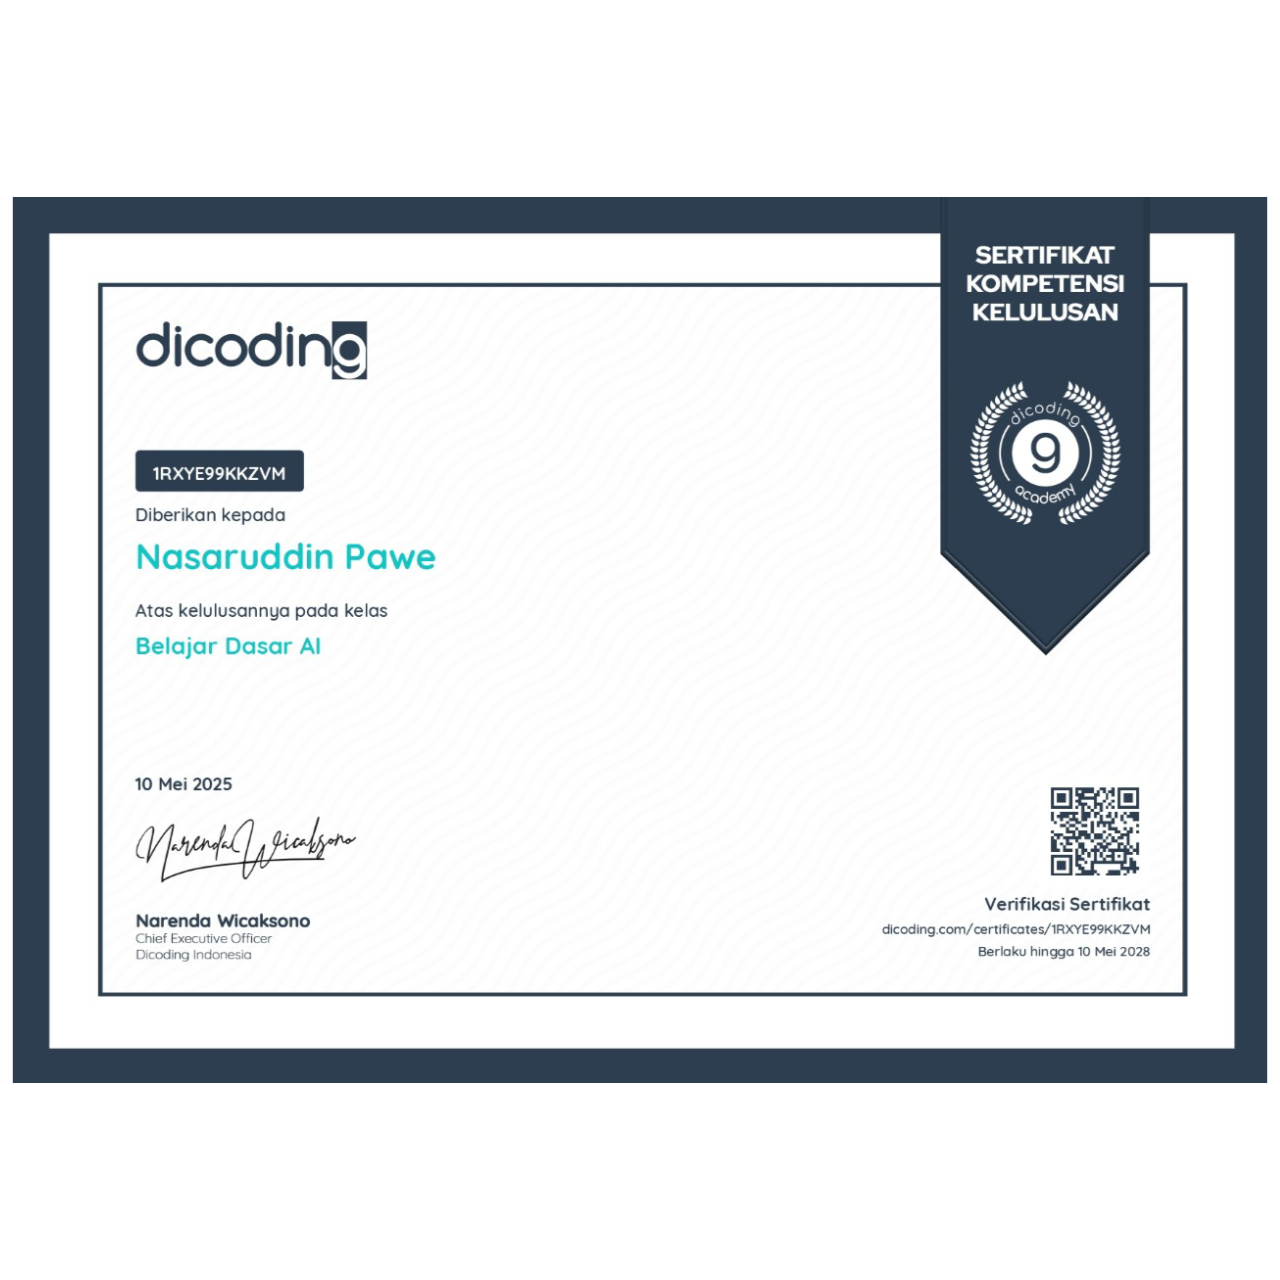 SERTIFIKAT
KOMPETENSI
KELULUSAN
dicoding
dicoding
9
academy
1RXYE99KKZVM
Diberikan kepada
Nasaruddin Pawe
Atas kelulusannya pada kelas
Belajar Dasar AI
10 Mei 2025
Narenda Wicaksono
Narenda Wicaksono
Chief Executive Officer
Dicoding Indonesia
Verifikasi Sertifikat
dicoding.com/certificates/1RXYE99KKZVM
Berlaku hingga 10 Mei 2028